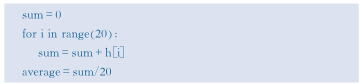 sum = 0
for i in range(20):
    sum = sum + h[i]
average = sum/20